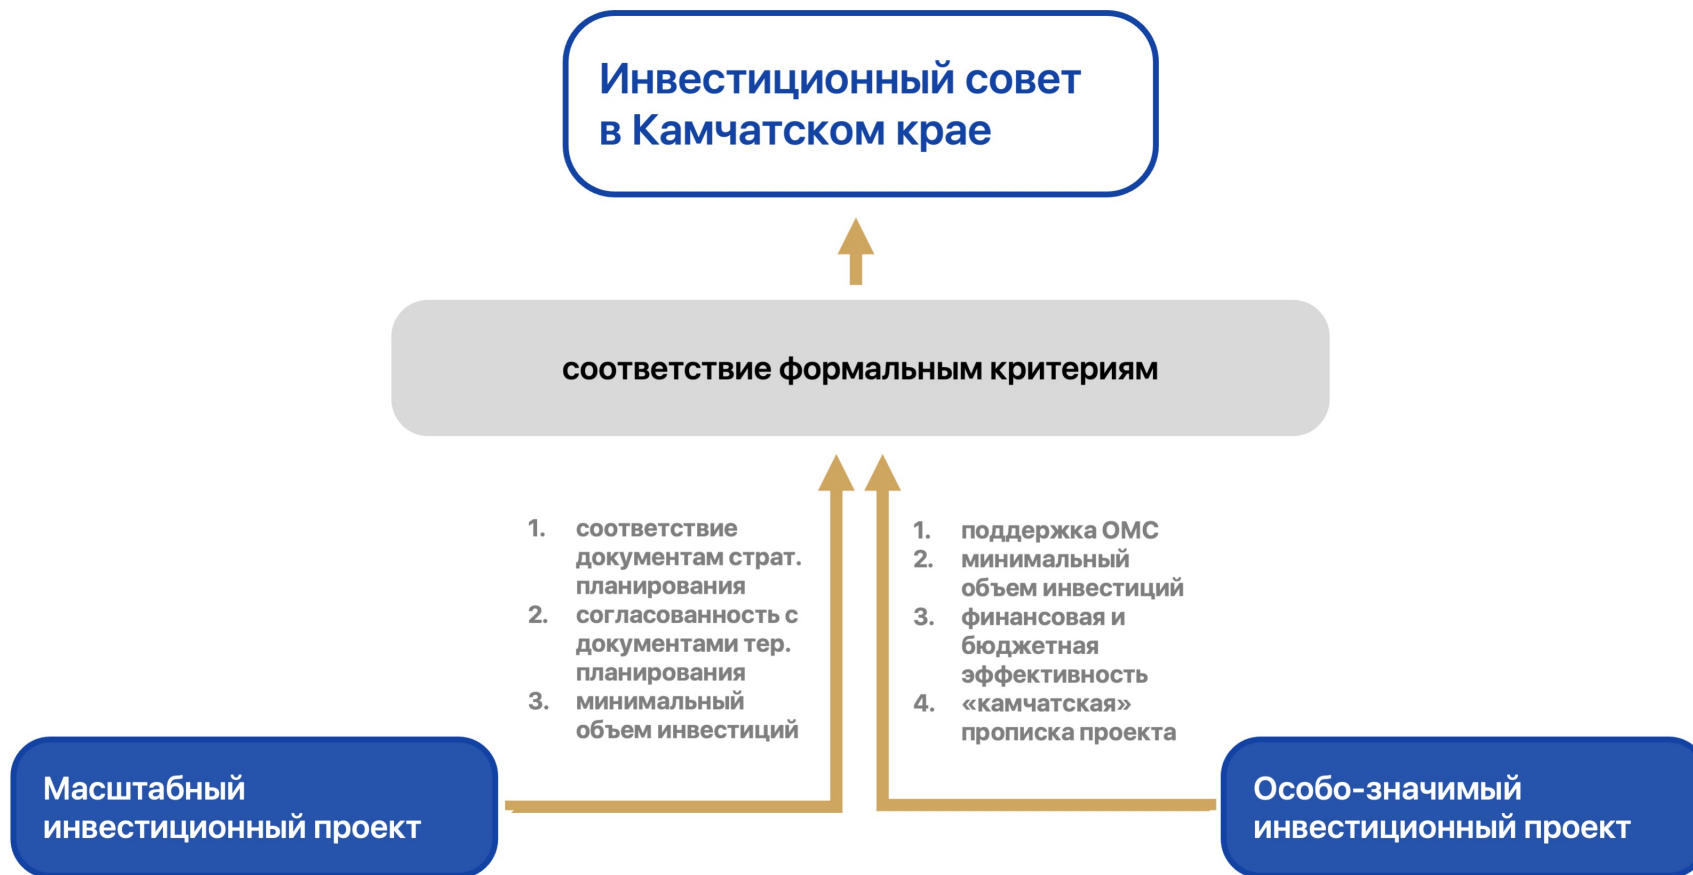 Инвестиционный совет
в Камчатском крае
соответствие формальным критериям
1. соответствие
документам страт.
планирования
2. согласованность с
документами тер.
планирования
3. минимальный
объем инвестиций
1. поддержка ОМС
2. минимальный
объем инвестиций
3. финансовая и
бюджетная
эффективность
4. «камчатская»
прописка проекта
Масштабный
инвестиционный проект
Особо-значимый
инвестиционный проект